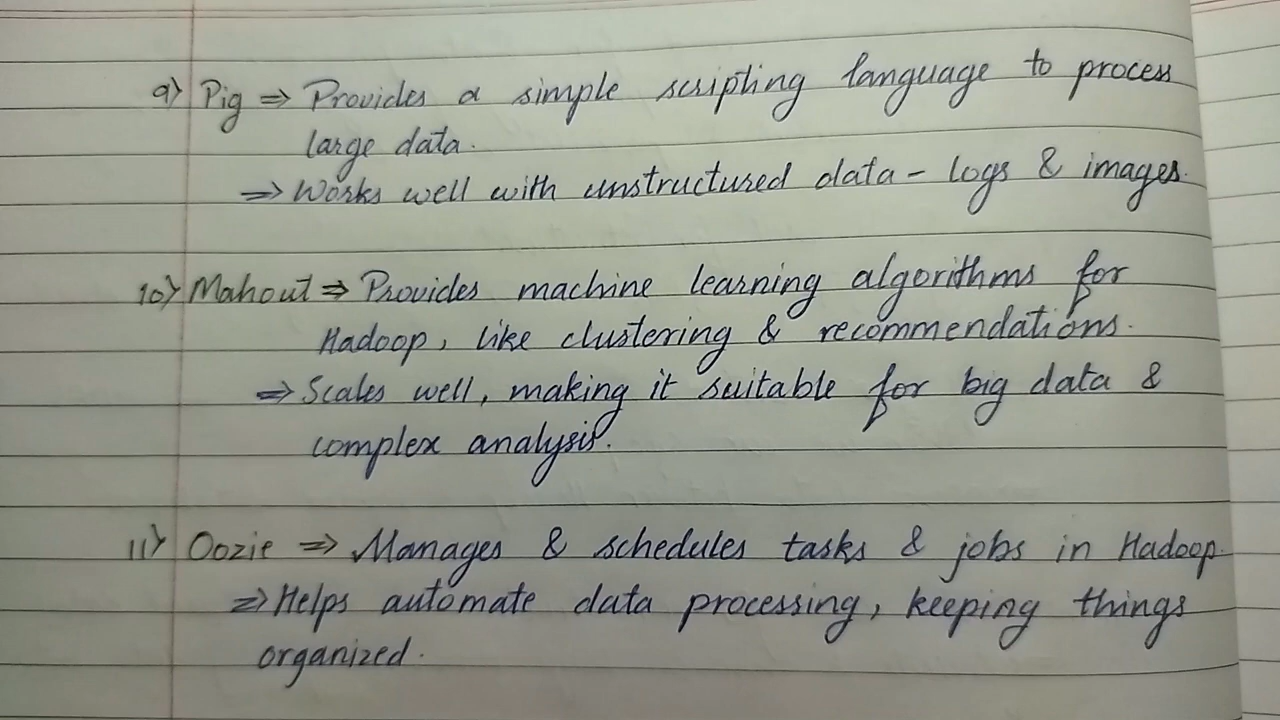 9) Pig ⇒ Provides a simple scripting language to process
large data.
⇒ Works well with unstructured data - logs & images.
10) Mahout ⇒ Provides machine learning algorithms for
Hadoop, like clustering & recommendations.
⇒ Scales well, making it suitable for big data &
complex analysis.
11) Oozie ⇒ Manages & schedules tasks & jobs in Hadoop.
⇒ Helps automate data processing, keeping things
organized.